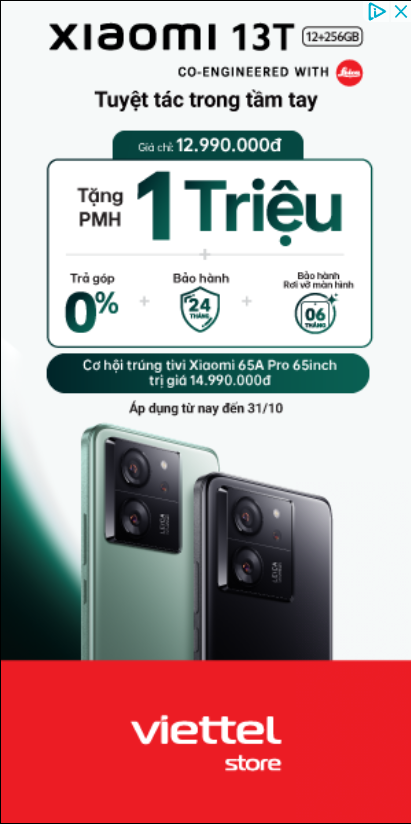 XIAOMI 13T 12+256GB
CO-ENGINEERED WITH Leica
Tuyệt tác trong tầm tay
Giá chỉ: 12.990.000đ
Tặng PMH 1 Triệu
Trả góp 0%
+
Bảo hành 24 THÁNG
+
Bảo hành Rơi vỡ màn hình 06 THÁNG
Cơ hội trúng tivi Xiaomi 65A Pro 65inch
trị giá 14.990.000đ
Áp dụng từ nay đến 31/10
LEICA
LEICA
viettel
store